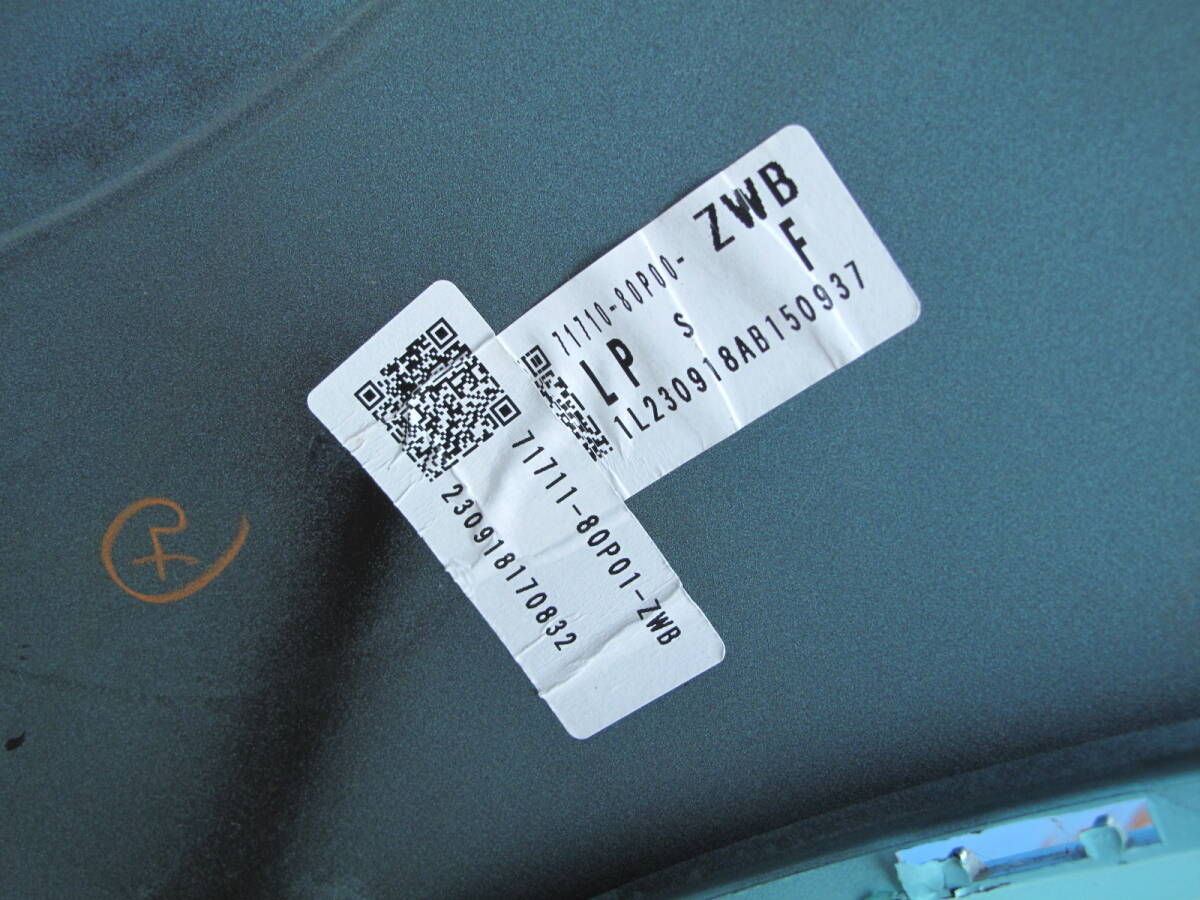 71710-80P00-ZWB
LP S F
1L230918AB150937
71711-80P01-ZWB
230918170832